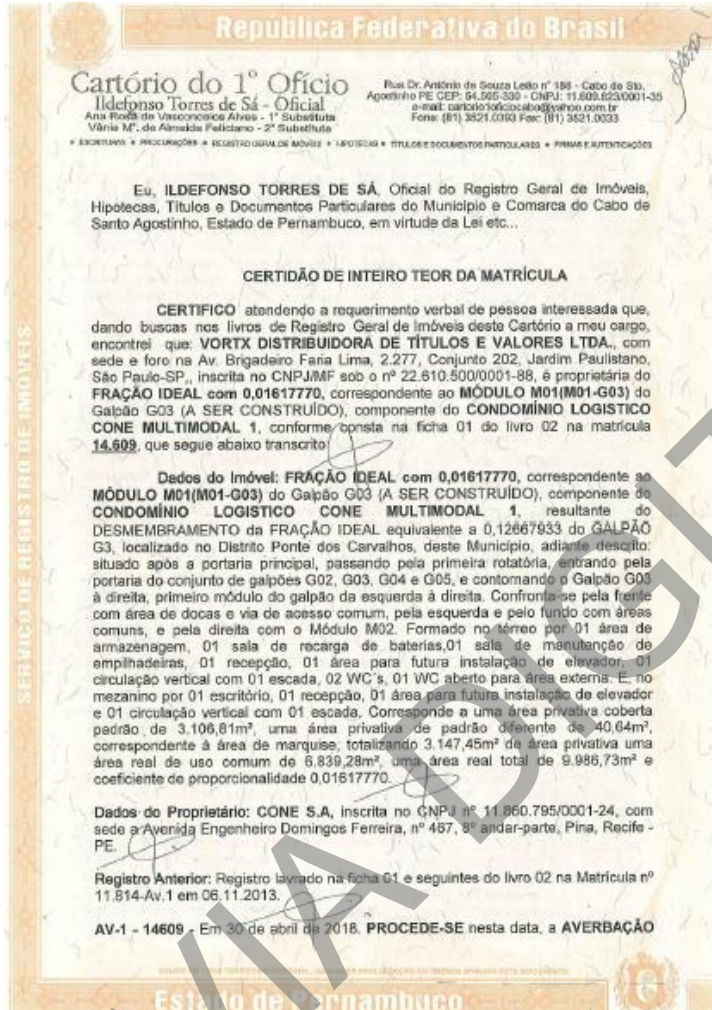 República Federativa do Brasil
Cartório do 1º Ofício
Ildefonso Torres de Sá - Oficial
Ana Rosa de Vasconcelos Alves - 1ª Substituta
Vânia Mª. de Almeida Feliciano - 2ª Substituta
Rua Dr. Antônio de Souza Leão nº 188 - Cabo de Sto.
Agostinho PE CEP: 54.505-330 - CNPJ: 11.609.823/0001-35
e-mail:
Fone: (81) 3521.0393 Fax: (81) 3521.0033
• ESCRITURAS • PROCURAÇÕES • REGISTRO GERAL DE IMÓVEIS • HIPOTECAS • TÍTULOS E DOCUMENTOS PARTICULARES • FIRMAS E AUTENTICAÇÕES
Eu, ILDEFONSO TORRES DE SÁ, Oficial do Registro Geral de Imóveis,
Hipotecas, Títulos e Documentos Particulares do Município e Comarca do Cabo de
Santo Agostinho, Estado de Pernambuco, em virtude da Lei etc...
CERTIDÃO DE INTEIRO TEOR DA MATRÍCULA
CERTIFICO atendendo a requerimento verbal de pessoa interessada que,
dando buscas nos livros de Registro Geral de Imóveis deste Cartório a meu cargo,
encontrei que: VORTX DISTRIBUIDORA DE TÍTULOS E VALORES LTDA., com
sede e foro na Av. Brigadeiro Faria Lima, 2.277, Conjunto 202, Jardim Paulistano,
São Paulo-SP,, inscrita no CNPJ/MF sob o nº 22.610.500/0001-88, é proprietária do
FRAÇÃO IDEAL com 0,01617770, correspondente ao MÓDULO M01(M01-G03) do
Galpão G03 (A SER CONSTRUÍDO), componente do CONDOMÍNIO LOGISTICO
CONE MULTIMODAL 1, conforme consta na ficha 01 do livro 02 na matrícula
14.609, que segue abaixo transcrito
Dados do Imóvel: FRAÇÃO IDEAL com 0,01617770, correspondente ao
MÓDULO M01(M01-G03) do Galpão G03 (A SER CONSTRUÍDO), componente do
CONDOMÍNIO LOGISTICO CONE MULTIMODAL 1, resultante do
DESMEMBRAMENTO da FRAÇÃO IDEAL equivalente a 0,12667933 do GALPÃO
G3, localizado no Distrito Ponte dos Carvalhos, deste Município, adiante descrito:
situado após a portaria principal, passando pela primeira rotatória, entrando pela
portaria do conjunto de galpões G02, G03, G04 e G05, e contornando o Galpão G03
à direita, primeiro módulo do galpão da esquerda à direita. Confronta-se pela frente
com área de docas e via de acesso comum, pela esquerda e pelo fundo com áreas
comuns, e pela direita com o Módulo M02. Formado no térreo por 01 área de
armazenagem, 01 sala de recarga de baterias,01 sala de manutenção de
empilhadeiras, 01 recepção, 01 área para futura instalação de elevador, 01
circulação vertical com 01 escada, 02 WC´s, 01 WC aberto para área externa. E, no
mezanino por 01 escritório, 01 recepção, 01 área para futura instalação de elevador
e 01 circulação vertical com 01 escada. Corresponde a uma área privativa coberta
padrão de 3.106,81m², uma área privativa de padrão diferente de 40,64m²,
correspondente à área de marquise, totalizando 3.147,45m² de área privativa uma
área real de uso comum de 6.839,28m², uma área real total de 9.986,73m² e
coeficiente de proporcionalidade 0,01617770.
Dados do Proprietário: CONE S.A, inscrita no CNPJ nº 11.860.795/0001-24, com
sede a Avenida Engenheiro Domingos Ferreira, nº 467, 8º andar-parte, Pina, Recife -
PE.
Registro Anterior: Registro lavrado na ficha 01 e seguintes do livro 02 na Matrícula nº
11.814-Av.1 em 06.11.2013.
AV-1 - 14609 - Em 30 de abril de 2018. PROCEDE-SE nesta data, a AVERBAÇÃO
Estado de Pernambuco
SERVIÇO DE REGISTRO DE IMÓVEIS
VIA DIGIT